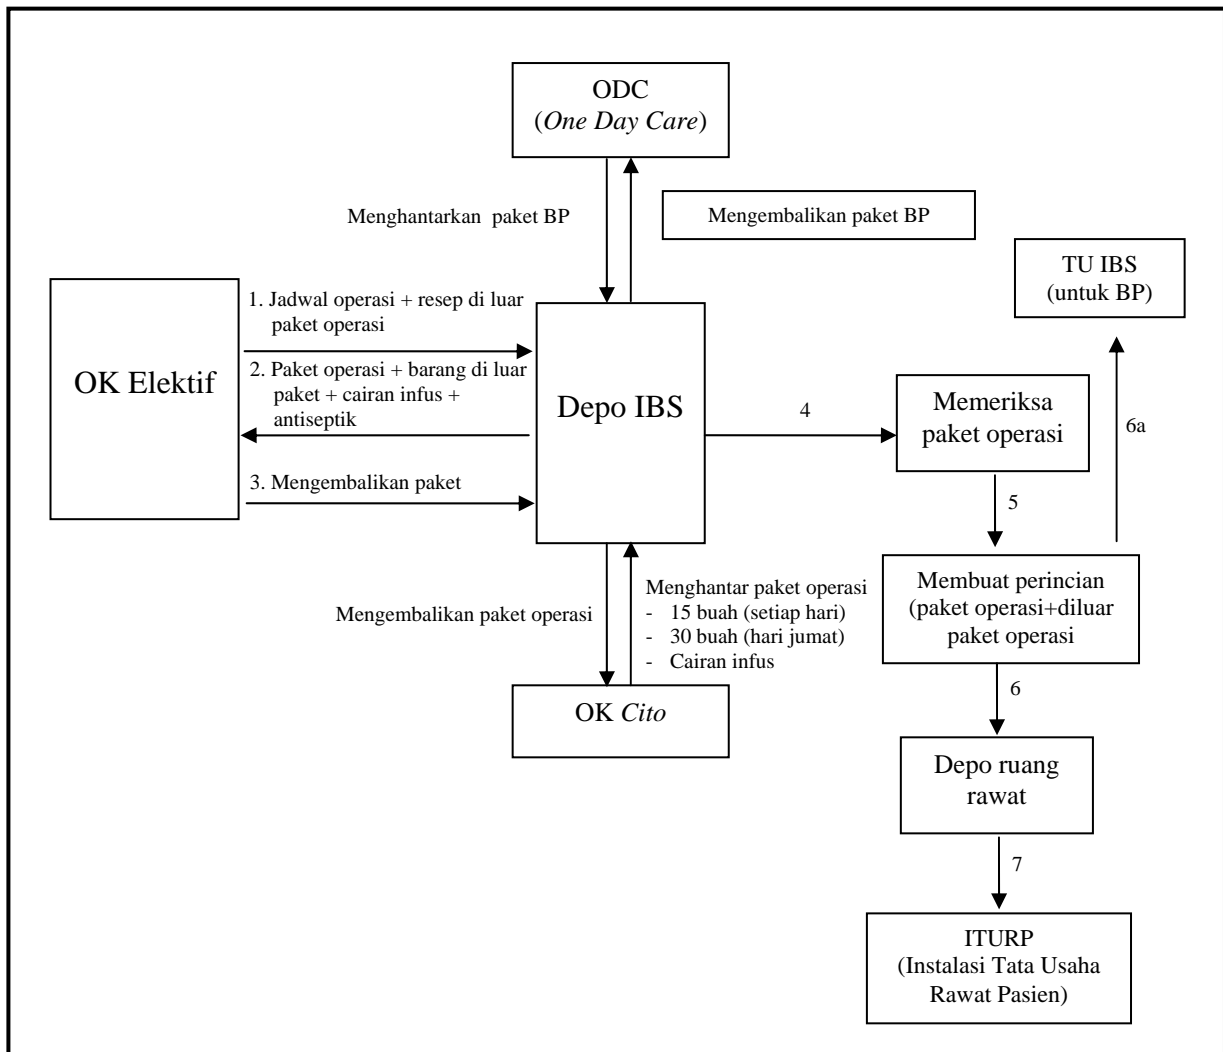 ODC
(One Day Care)
Menghantarkan paket BP
Mengembalikan paket BP
TU IBS
(untuk BP)
OK Elektif
1. Jadwal operasi + resep di luar
paket operasi
2. Paket operasi + barang di luar
paket + cairan infus +
antiseptik
3. Mengembalikan paket
Depo IBS
4
Memeriksa
paket operasi
6a
5
Membuat perincian
(paket operasi+diluar
paket operasi
Mengembalikan paket operasi
Menghantar paket operasi
- 15 buah (setiap hari)
- 30 buah (hari jumat)
- Cairan infus
OK Cito
6
Depo ruang
rawat
7
ITURP
(Instalasi Tata Usaha
Rawat Pasien)